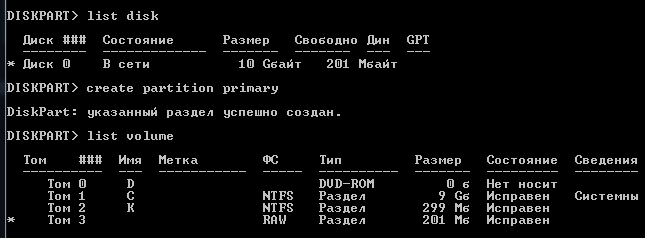 DISKPART> list disk
Диск ### Состояние Размер Свободно Дин GPT
-------- ------------- ------- ------- --- ---
* Диск 0 В сети 10 Gбайт 201 Mбайт
DISKPART> create partition primary
DiskPart: указанный раздел успешно создан.
DISKPART> list volume
Том ### Имя Метка ФС Тип Размер Состояние Сведения
---------- --- ----------- ----- ---------- ------- --------- --------
Том 0 D DVD-ROM 0 б Нет носит
Том 1 C NTFS Раздел 9 Gб Исправен Системны
Том 2 K NTFS Раздел 299 Mб Исправен
* Том 3 RAW Раздел 201 Mб Исправен